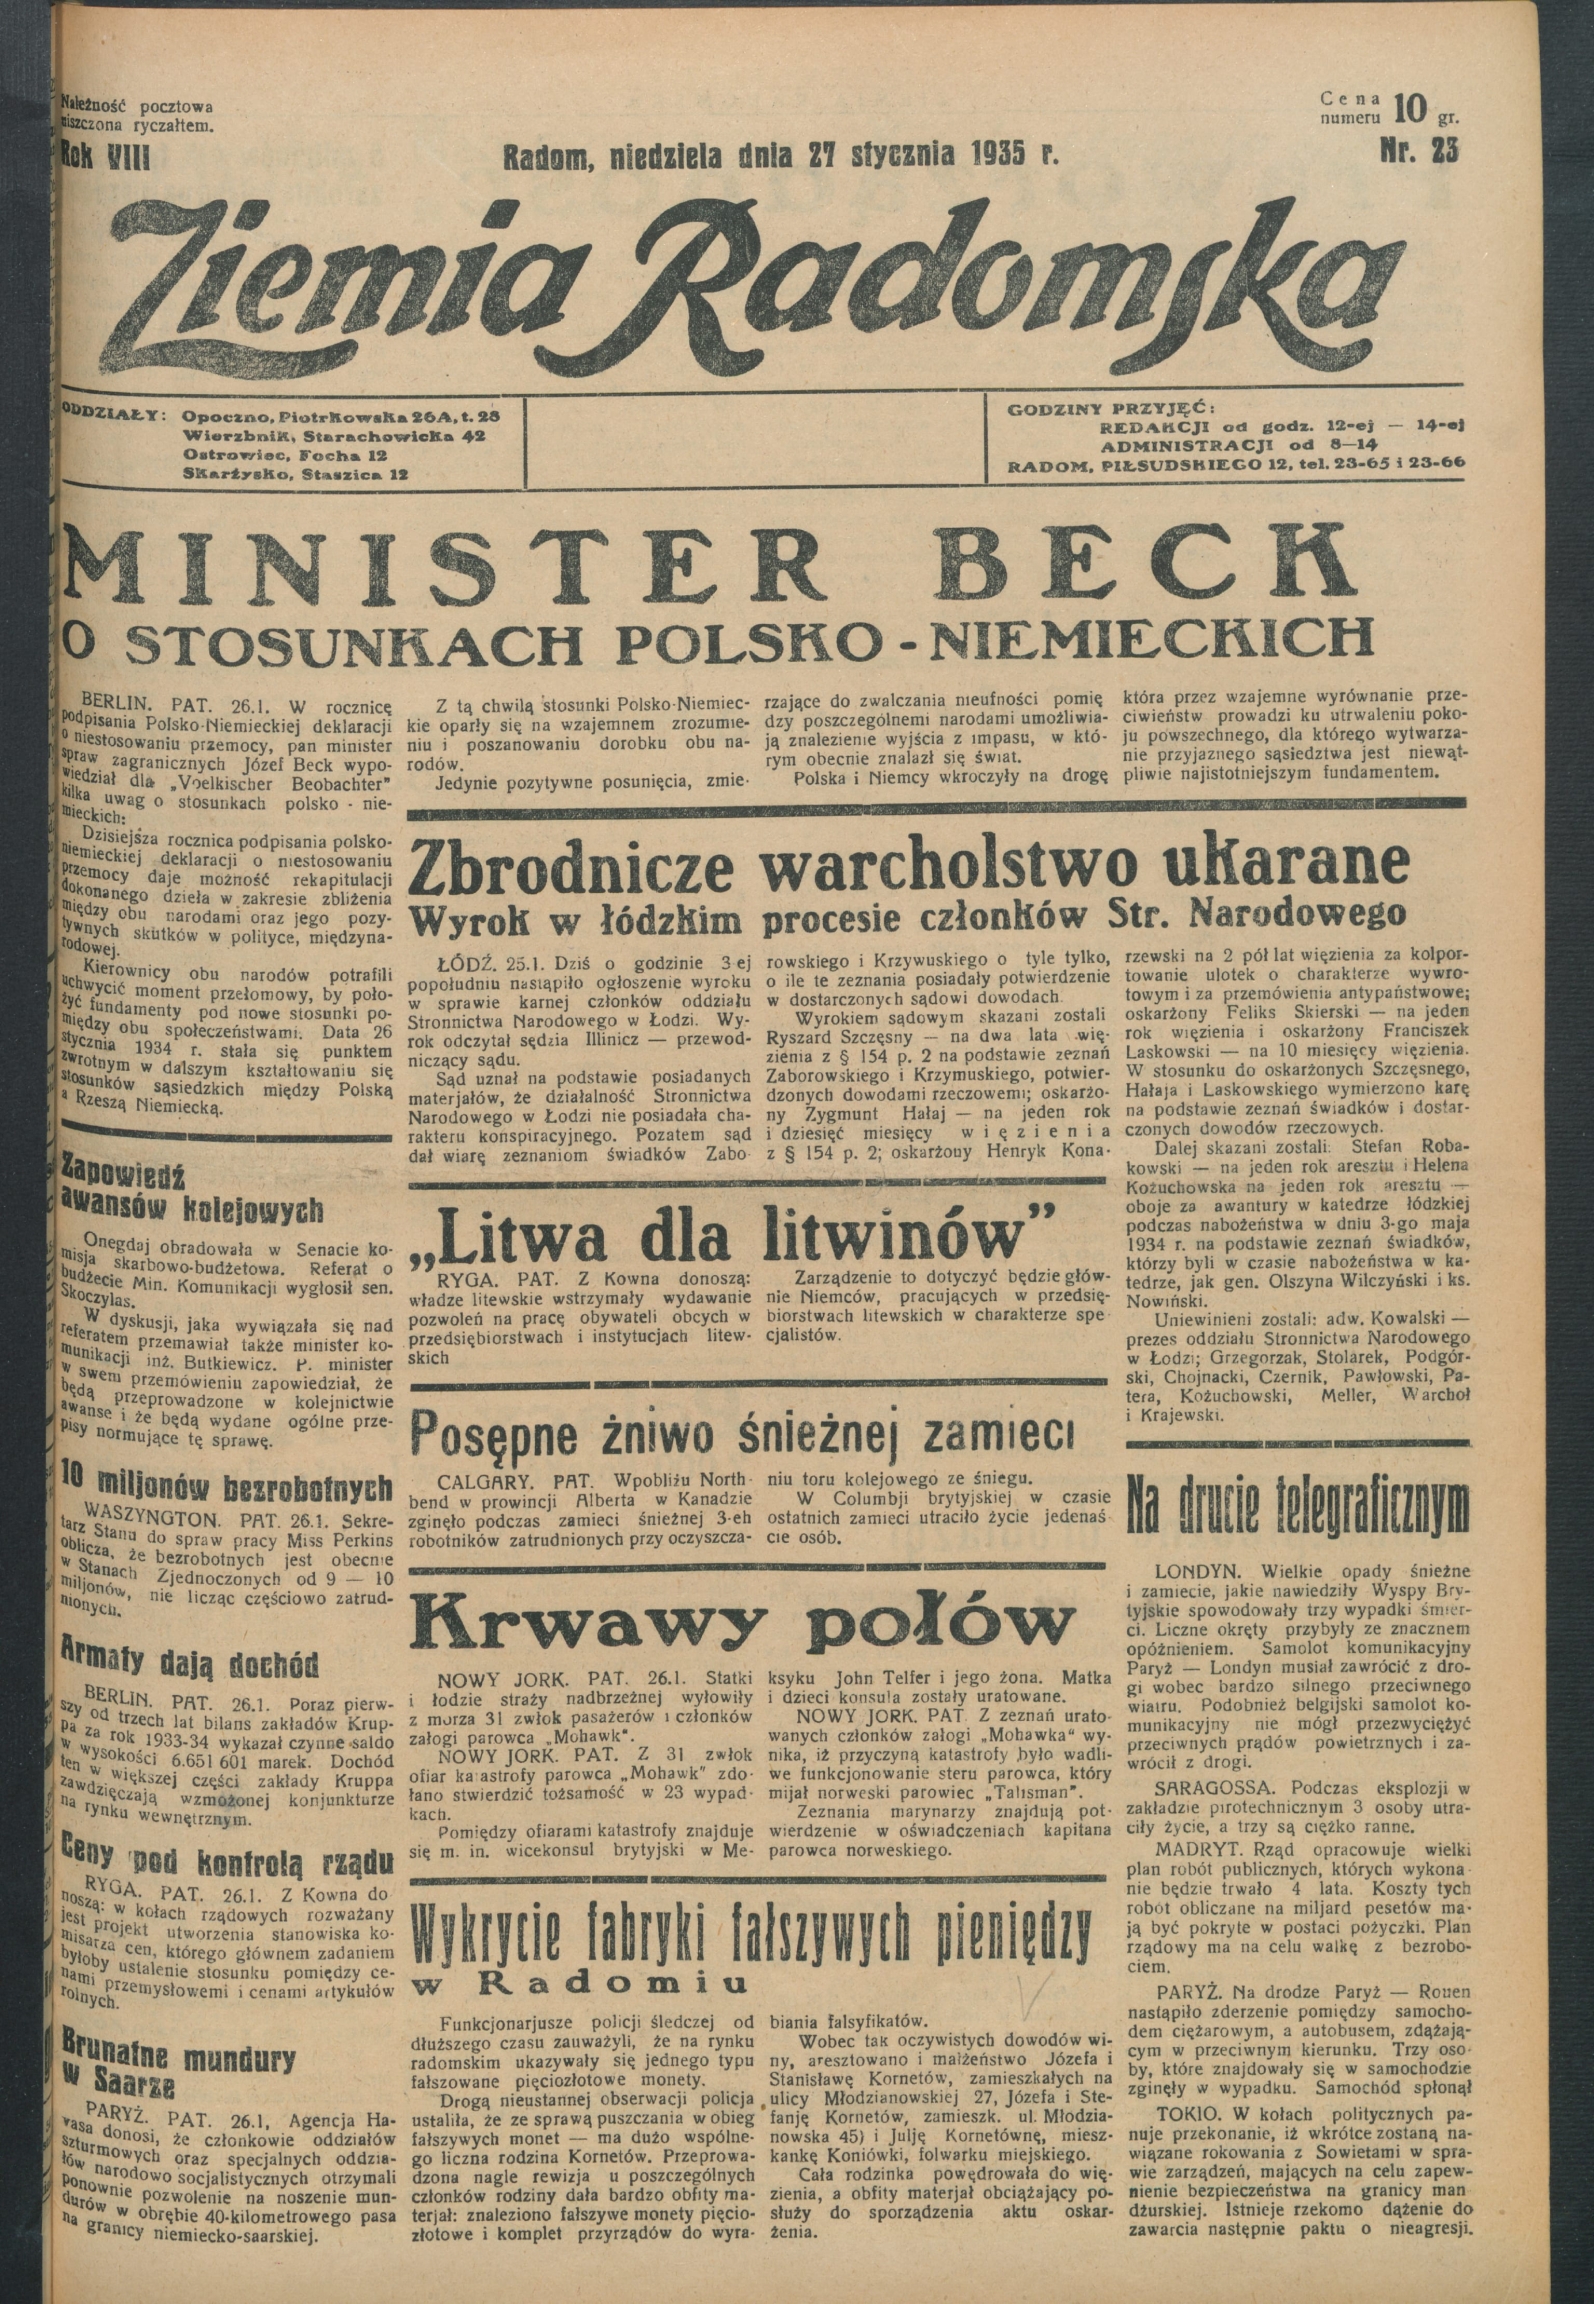 Należność pocztowa
uiszczona ryczałtem.
Cena
numeru 10 gr.
Rok VIII
Radom, niedziela dnia 27 stycznia 1935 r.
Nr. 23
Ziemia Radomska
ODDZIAŁY: Opoczno, Piotrkowska 26A, t. 28
Wierzbnik, Starachowicka 42
Ostrowiec, Focha 12
Skarżysko, Staszica 12
GODZINY PRZYJĘĆ:
REDAKCJI od godz. 12-ej — 14-ej
ADMINISTRACJI od 8—14
RADOM, PIŁSUDSKIEGO 12, tel. 23-65 i 23-66
MINISTER BECK
O STOSUNKACH POLSKO-NIEMIECKICH
BERLIN. PAT. 26.1. W rocznicę
podpisania Polsko-Niemieckiej deklaracji
o niestosowaniu przemocy, pan minister
spraw zagranicznych Józef Beck wypo-
wiedział dla „Voelkischer Beobachter"
kilka uwag o stosunkach polsko - nie-
mieckich:
Dzisiejsza rocznica podpisania polsko-
niemieckiej deklaracji o niestosowaniu
przemocy daje możność rekapitulacji
dokonanego dzieła w zakresie zbliżenia
między obu narodami oraz jego pozy-
tywnych skutków w polityce, międzyna-
rodowej.
Kierownicy obu narodów potrafili
uchwycić moment przełomowy, by poło-
żyć fundamenty pod nowe stosunki po-
między obu społeczeństwami. Data 26
stycznia 1934 r. stała się punktem
zwrotnym w dalszym kształtowaniu się
stosunków sąsiedzkich między Polską
a Rzeszą Niemiecką.
Z tą chwilą stosunki Polsko-Niemiec-
kie oparły się na wzajemnem zrozumie-
niu i poszanowaniu dorobku obu na-
rodów.
Jedynie pozytywne posunięcia, zmie-
rzające do zwalczania nieufności pomię
dzy poszczególnemi narodami umożliwia-
ją znalezienie wyjścia z impasu, w któ-
rym obecnie znalazł się świat.
Polska i Niemcy wkroczyły na drogę
która przez wzajemne wyrównanie prze-
ciwieństw prowadzi ku utrwaleniu poko-
ju powszechnego, dla którego wytwarza-
nie przyjaznego sąsiedztwa jest niewąt-
pliwie najistotniejszym fundamentem.
Zapowiedź
awansów kolejowych
Onegdaj obradowała w Senacie ko-
misja skarbowo-budżetowa. Referat o
budżecie Min. Komunikacji wygłosił sen.
Skoczylas.
W dyskusji, jaka wywiązała się nad
referatem przemawiał także minister ko-
munikacji inż. Butkiewicz. P. minister
w swem przemówieniu zapowiedział, że
będą przeprowadzone w kolejnictwie
awanse i że będą wydane ogólne prze-
pisy normujące tę sprawę.
10 miljonów bezrobotnych
WASZYNGTON. PAT. 26.1. Sekre-
tarz Stanu do spraw pracy Miss Perkins
oblicza, że bezrobotnych jest obecnie
w Stanach Zjednoczonych od 9 — 10
miljonów, nie licząc częściowo zatrud-
nionych.
Armaty dają dochód
BERLIN. PAT. 26.1. Poraz pierw-
szy od trzech lat bilans zakładów Krup-
pa za rok 1933-34 wykazał czynne saldo
w wysokości 6.651 601 marek. Dochód
ten w większej części zakłady Kruppa
zawdzięczają wzmożonej konjunkturze
na rynku wewnętrznym.
Ceny pod kontrolą rządu
RYGA. PAT. 26.1. Z Kowna do
noszą: w kołach rządowych rozważany
jest projekt utworzenia stanowiska ko-
misarza cen, którego głównem zadaniem
byłoby ustalenie stosunku pomiędzy ce-
nami przemysłowemi i cenami artykułów
rolnych.
Brunatne mundury
w Saarze
PARYŻ. PAT. 26.1, Agencja Ha-
vasa donosi, że członkowie oddziałów
szturmowych oraz specjalnych oddzia-
łów narodowo socjalistycznych otrzymali
ponownie pozwolenie na noszenie mun-
durów w obrębie 40-kilometrowego pasa
na granicy niemiecko-saarskiej.
Zbrodnicze warcholstwo ukarane
Wyrok w łódzkim procesie członków Str. Narodowego
ŁÓDŹ. 25.1. Dziś o godzinie 3-ej
popołudniu nastąpiło ogłoszenie wyroku
w sprawie karnej członków oddziału
Stronnictwa Narodowego w Łodzi. Wy-
rok odczytał sędzia Illinicz — przewod-
niczący sądu.
Sąd uznał na podstawie posiadanych
materjałów, że działalność Stronnictwa
Narodowego w Łodzi nie posiadała cha-
rakteru konspiracyjnego. Pozatem sąd
dał wiarę zeznaniom świadków Zabo-
rowskiego i Krzywuskiego o tyle tylko,
o ile te zeznania posiadały potwierdzenie
w dostarczonych sądowi dowodach.
Wyrokiem sądowym skazani zostali
Ryszard Szczęsny — na dwa lata wię-
zienia z § 154 p. 2 na podstawie zeznań
Zaborowskiego i Krzymuskiego, potwier-
dzonych dowodami rzeczowemi; oskarżo-
ny Zygmunt Hałaj — na jeden rok
i dziesięć miesięcy więzienia
z § 154 p. 2; oskarżony Henryk Kona-
rzewski na 2 pół lat więzienia za kolpor-
towanie ulotek o charakterze wywro-
towym i za przemówienia antypaństwowe;
oskarżony Feliks Skierski — na jeden
rok więzienia i oskarżony Franciszek
Laskowski — na 10 miesięcy więzienia.
W stosunku do oskarżonych Szczęsnego,
Hałaja i Laskowskiego wymierzono karę
na podstawie zeznań świadków i dostar-
czonych dowodów rzeczowych.
Dalej skazani zostali: Stefan Roba-
kowski — na jeden rok aresztu i Helena
Kożuchowska na jeden rok aresztu —
oboje za awantury w katedrze łódzkiej
podczas nabożeństwa w dniu 3-go maja
1934 r. na podstawie zeznań świadków,
którzy byli w czasie nabożeństwa w ka-
tedrze, jak gen. Olszyna Wilczyński i ks.
Nowiński.
Uniewinieni zostali: adw. Kowalski —
prezes oddziału Stronnictwa Narodowego
w Łodzi; Grzegorzak, Stolarek, Podgór-
ski, Chojnacki, Czernik, Pawłowski, Pa-
tera, Kożuchowski, Meller, Warchoł
i Krajewski.
„Litwa dla litwinów"
RYGA. PAT. Z Kowna donoszą:
władze litewskie wstrzymały wydawanie
pozwoleń na pracę obywateli obcych w
przedsiębiorstwach i instytucjach litew-
skich
Zarządzenie to dotyczyć będzie głów-
nie Niemców, pracujących w przedsię-
biorstwach litewskich w charakterze spe
cjalistów.
Posępne żniwo śnieżnej zamieci
CALGARY. PAT. Wpobliżu North-
bend w prowincji Alberta w Kanadzie
zginęło podczas zamieci śnieżnej 3-eh
robotników zatrudnionych przy oczyszcza-
niu toru kolejowego ze śniegu.
W Columbji brytyjskiej w czasie
ostatnich zamieci utraciło życie jedenaś-
cie osób.
Krwawy połów
NOWY JORK. PAT. 26.1. Statki
i łodzie straży nadbrzeżnej wyłowiły
z morza 31 zwłok pasażerów i członków
załogi parowca „Mohawk".
NOWY JORK. PAT. Z 31 zwłok
ofiar katastrofy parowca „Mohawk" zdo-
łano stwierdzić tożsamość w 23 wypad-
kach.
Pomiędzy ofiarami katastrofy znajduje
się m. in. wicekonsul brytyjski w Me-
ksyku John Telfer i jego żona. Matka
i dzieci konsula zostały uratowane.
NOWY JORK. PAT. Z zeznań urato-
wanych członków załogi „Mohawka" wy-
nika, iż przyczyną katastrofy było wadli-
we funkcjonowanie steru parowca, który
mijał norweski parowiec „Talisman".
Zeznania marynarzy znajdują pot-
wierdzenie w oświadczeniach kapitana
parowca norweskiego.
Wykrycie fabryki fałszywych pieniędzy
w Radomiu
Funkcjonarjusze policji śledczej od
dłuższego czasu zauważyli, że na rynku
radomskim ukazywały się jednego typu
fałszowane pięciozłotowe monety.
Drogą nieustannej obserwacji policja
ustaliła, że ze sprawą puszczania w obieg
fałszywych monet — ma dużo wspólne-
go liczna rodzina Kornetów. Przeprowa-
dzona nagle rewizja u poszczególnych
członków rodziny dała bardzo obfity ma-
terjał: znaleziono fałszywe monety pięcio-
złotowe i komplet przyrządów do wyra-
biania falsyfikatów.
Wobec tak oczywistych dowodów wi-
ny, aresztowano i małżeństwo Józefa i
Stanisławę Kornetów, zamieszkałych na
ulicy Młodzianowskiej 27, Józefa i Ste-
fanję Kornetów, zamieszk. ul. Młodzia-
nowska 45) i Julję Kornetównę, miesz-
kankę Koniówki, folwarku miejskiego.
Cała rodzinka powędrowała do wię-
zienia, a obfity materjał obciążający po-
służy do sporządzenia aktu oskar-
żenia.
Na drucie telegraficznym
LONDYN. Wielkie opady śnieżne
i zamiecie, jakie nawiedziły Wyspy Bry-
tyjskie spowodowały trzy wypadki śmier-
ci. Liczne okręty przybyły ze znacznem
opóźnieniem. Samolot komunikacyjny
Paryż — Londyn musiał zawrócić z dro-
gi wobec bardzo silnego przeciwnego
wiatru. Podobnież belgijski samolot ko-
munikacyjny nie mógł przezwyciężyć
przeciwnych prądów powietrznych i za-
wrócił z drogi.
SARAGOSSA. Podczas eksplozji w
zakładzie pirotechnicznym 3 osoby utra-
ciły życie, a trzy są ciężko ranne.
MADRYT. Rząd opracowuje wielki
plan robót publicznych, których wykona-
nie będzie trwało 4 lata. Koszty tych
robót obliczane na miljard pesetów ma-
ją być pokryte w postaci pożyczki. Plan
rządowy ma na celu walkę z bezrobo-
ciem.
PARYŻ. Na drodze Paryż — Rouen
nastąpiło zderzenie pomiędzy samocho-
dem ciężarowym, a autobusem, zdążają-
cym w przeciwnym kierunku. Trzy oso-
by, które znajdowały się w samochodzie
zginęły w wypadku. Samochód spłonął
TOKIO. W kołach politycznych pa-
nuje przekonanie, iż wkrótce zostaną na-
wiązane rokowania z Sowietami w spra-
wie zarządzeń, mających na celu zapew-
nienie bezpieczeństwa na granicy man
dżurskiej. Istnieje rzekomo dążenie do
zawarcia następnie paktu o nieagresji.